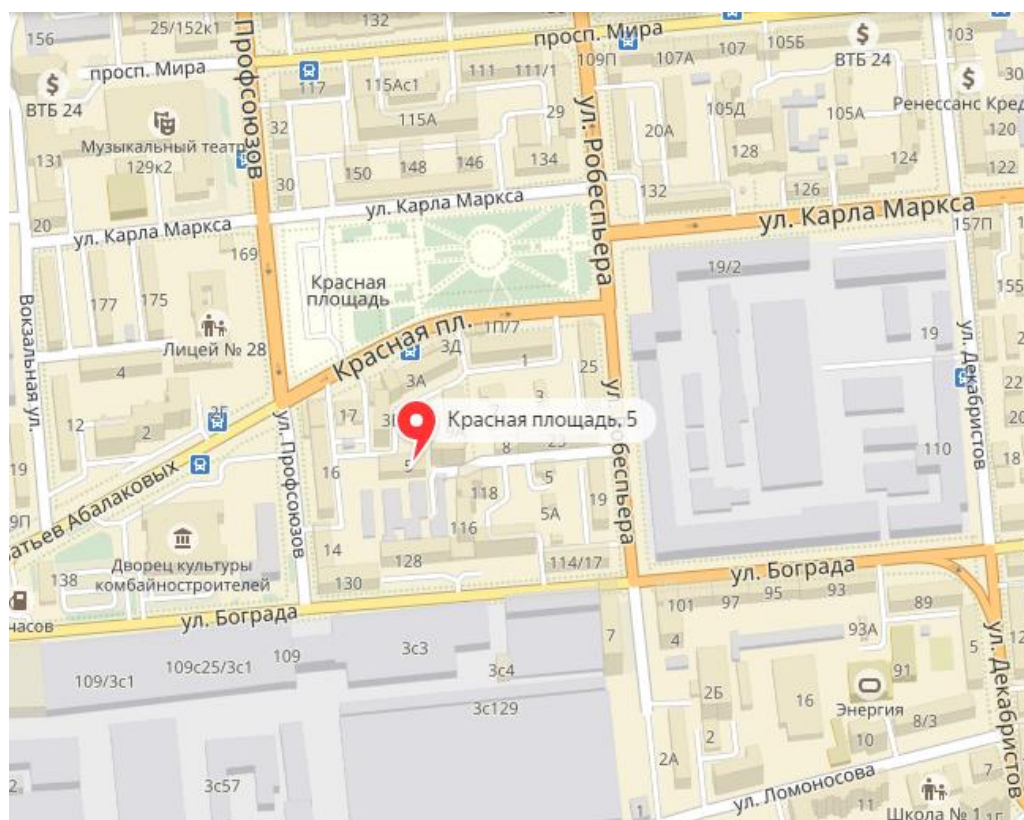 156
25/152к1
Профсоюзов
132
просп. Мира
109П
107А
107
105Б
$
ВТБ 24
103
просп. Мира
$
ВТБ 24
117
115Ас1
111
111/1
115А
29
32
Музыкальный театр
129к2
131
30
150
148
146
134
ул. Робеспьера
20А
105Д
128
105А
$
Ренессанс Кред
120
124
122
132
126
20
ул. Карла Маркса
ул. Карла Маркса
ул. Карла Маркса
157П
169
177
175
Красная
площадь
19/2
155
19
Вокзальная ул.
Лицей № 28
4
Красная пл.
1П/7
3Д
1
3А
25
3
ул. Декабристов
22
20
12
2
17
Красная площадь, 5
8
5
16
118
5
5А
19
110
18
19
9П
атьев Абалаковых
ул. Профсоюзов
116
14
128
130
114/17
Дворец культуры
комбайностроителей
138
часов
ул. Бограда
ул. Бограда
101
97
95
93
89
93А
91
5
4
7
109/3с1
109с25/3с1
109
3с3
3с4
3с129
2Б
16
Энергия
8/3
10
ул. Декабристов
2
2А
3с57
2.
1
ул. Ломоносова
7
11
Школа № 1